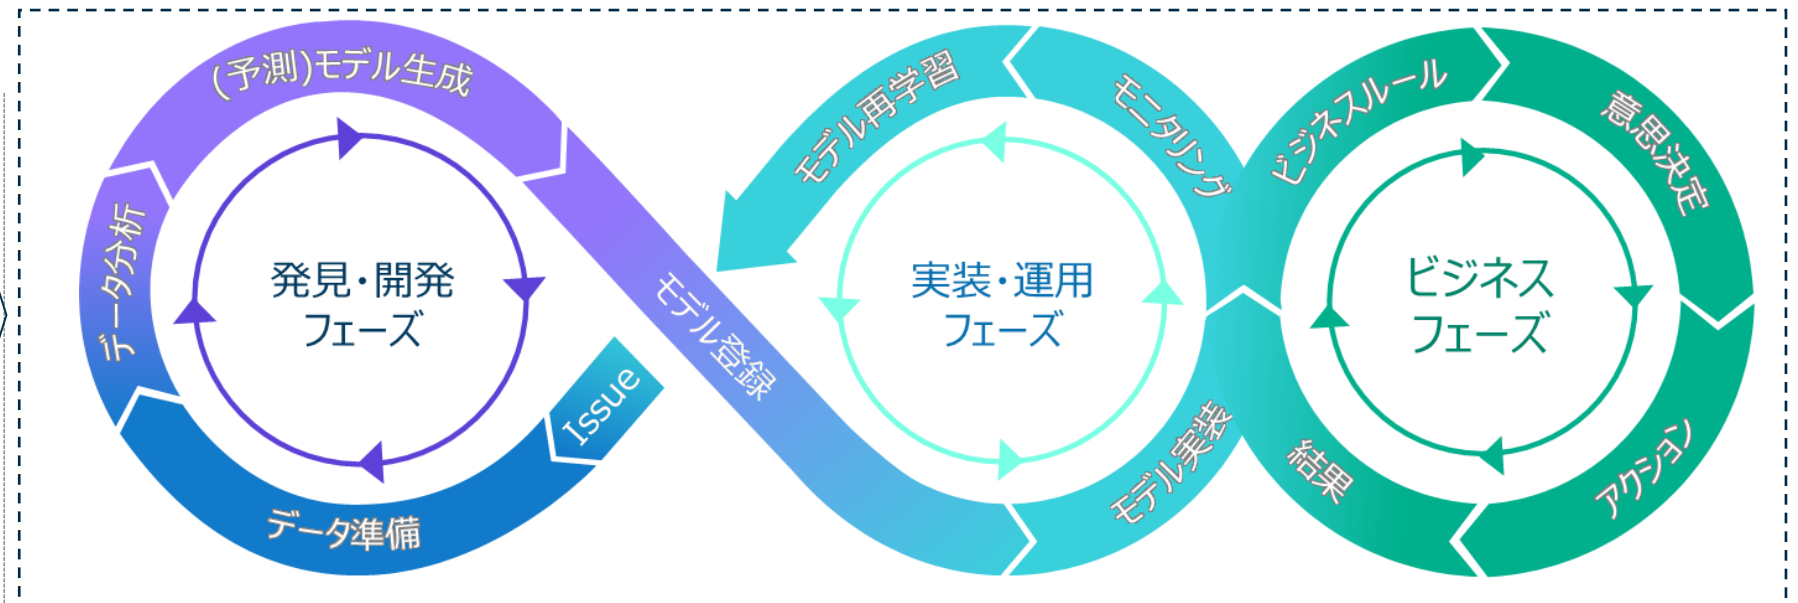 (予測)モデル生成
データ分析
データ準備
Issue
発見・開発
フェーズ
モデル登録
モデル再学習
モニタリング
モデル実装
実装・運用
フェーズ
ビジネスルール
意思決定
アクション
結果
ビジネス
フェーズ